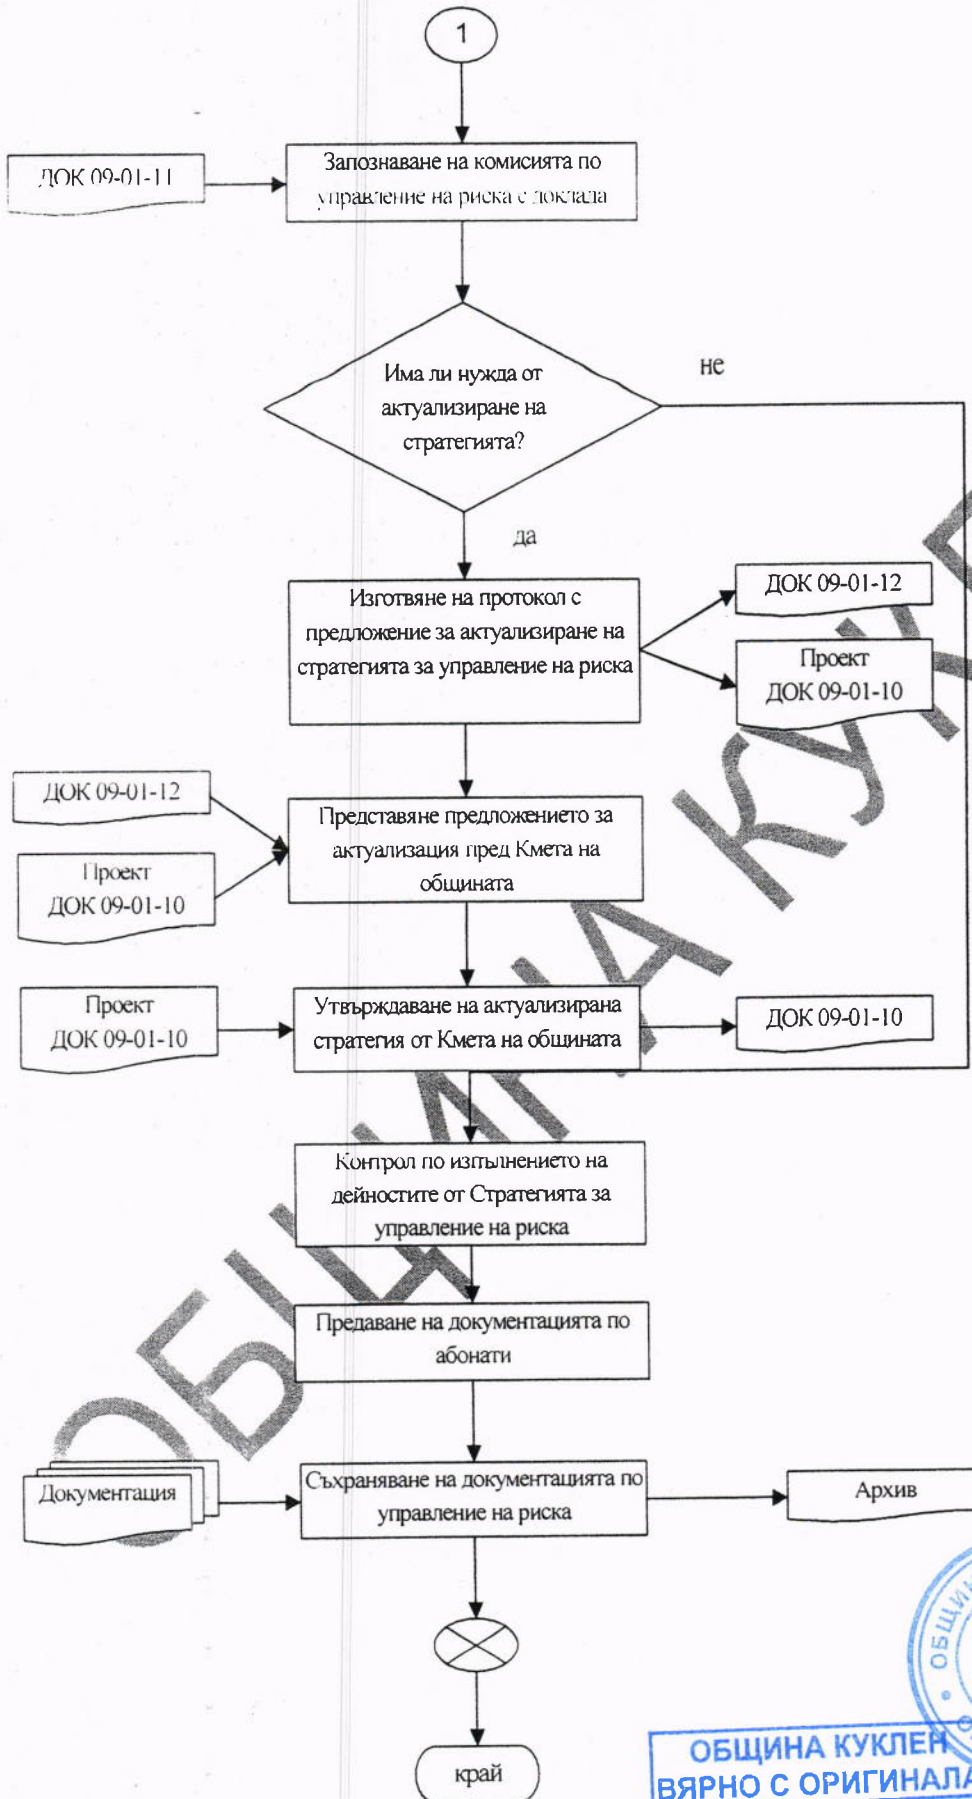 1
ДОК 09-01-11
Запознаване на комисията по
управление на риска с доклада
Има ли нужда от
актуализиране на
стратегията?
не
да
Изготвяне на протокол с
предложение за актуализиране на
стратегията за управление на риска
ДОК 09-01-12
Проект
ДОК 09-01-10
ДОК 09-01-12
Проект
ДОК 09-01-10
Представяне предложението за
актуализация пред Кмета на
общината
Проект
ДОК 09-01-10
Утвърждаване на актуализирана
стратегия от Кмета на общината
ДОК 09-01-10
Контрол по изпълнението на
дейностите от Стратегията за
управление на риска
Предаване на документацията по
абонати
Документация
Съхраняване на документацията по
управление на риска
Архив
край
ОБЩИНА КУКЛЕН
ВЯРНО С ОРИГИНАЛА